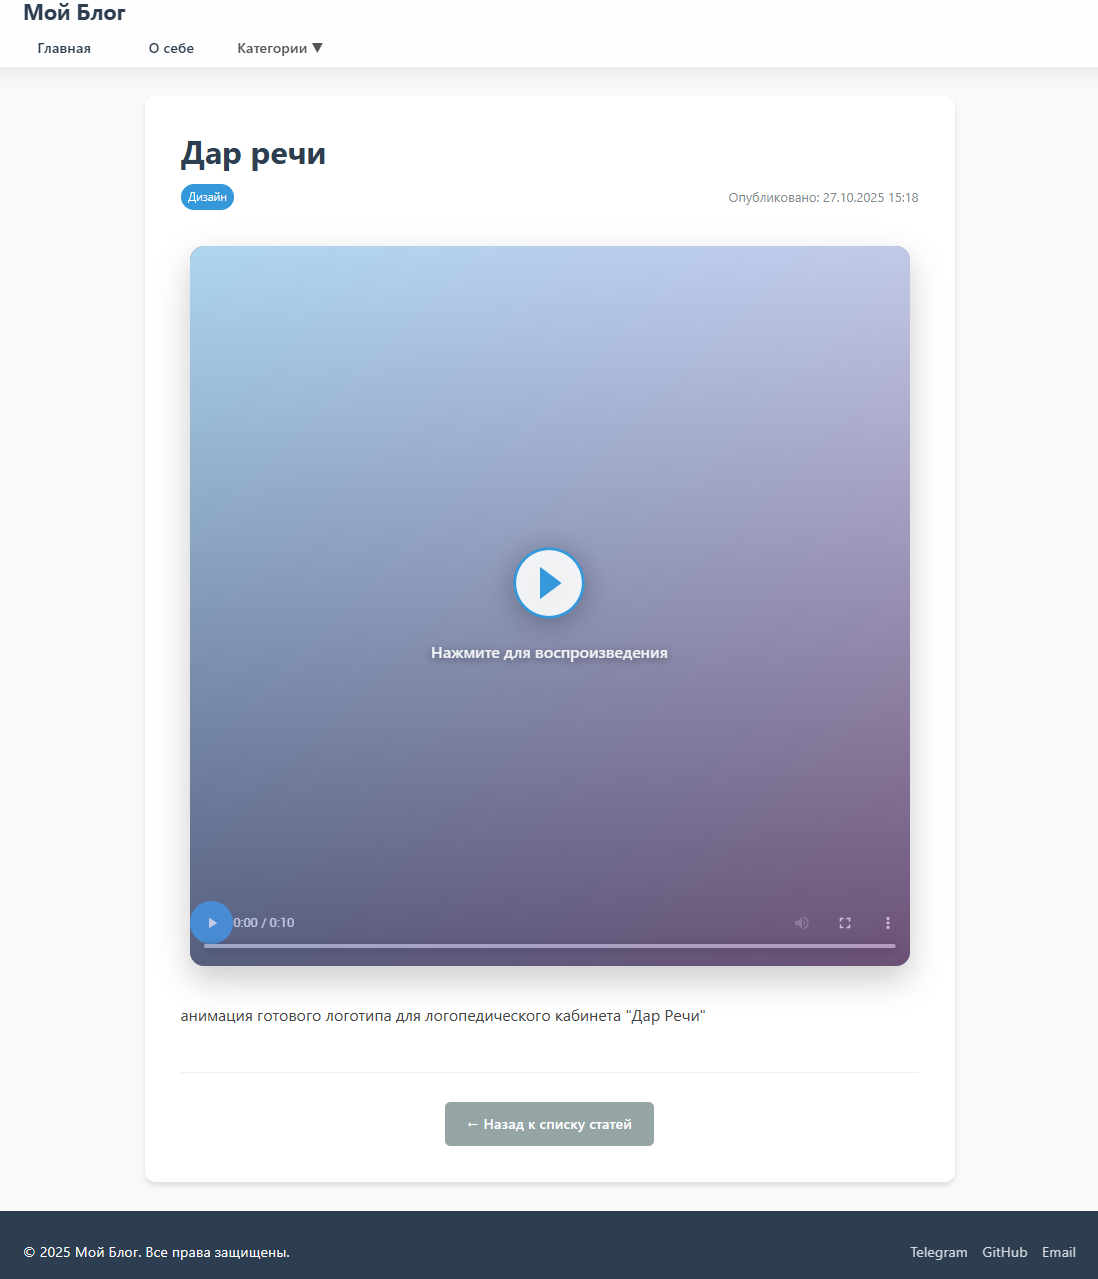 Мой Блог
Главная О себе Категории ▼
Дар речи
Дизайн Опубликовано: 27.10.2025 15:18
Нажмите для воспроизведения
0:00 / 0:10
анимация готового логотипа для логопедического кабинета "Дар Речи"
← Назад к списку статей
© 2025 Мой Блог. Все права защищены. Telegram GitHub Email